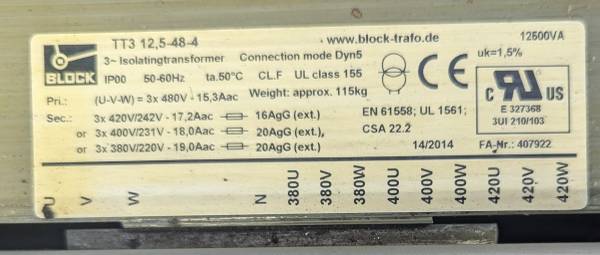 TT3 12,5-48-4 www.block-trafo.de 12500VA
3~ Isolatingtransformer Connection mode Dyn5 uk=1,5%
BLOCK IP00 50-60Hz ta.50°C CL.F UL class 155 CE
Pri.: (U-V-W) = 3x 480V - 15,3Aac Weight: approx. 115kg
Sec.: 3x 420V/242V - 17,2Aac 16AgG (ext.) EN 61558; UL 1561;
or 3x 400V/231V - 18,0Aac 20AgG (ext.), CSA 22.2
or 3x 380V/220V - 19,0Aac 20AgG (ext.) 14/2014 FA-Nr.: 407922
C RU US
E 327368
3UI 210/103
U V W N 380U 380V 380W 400U 400V 400W 420U 420V 420W